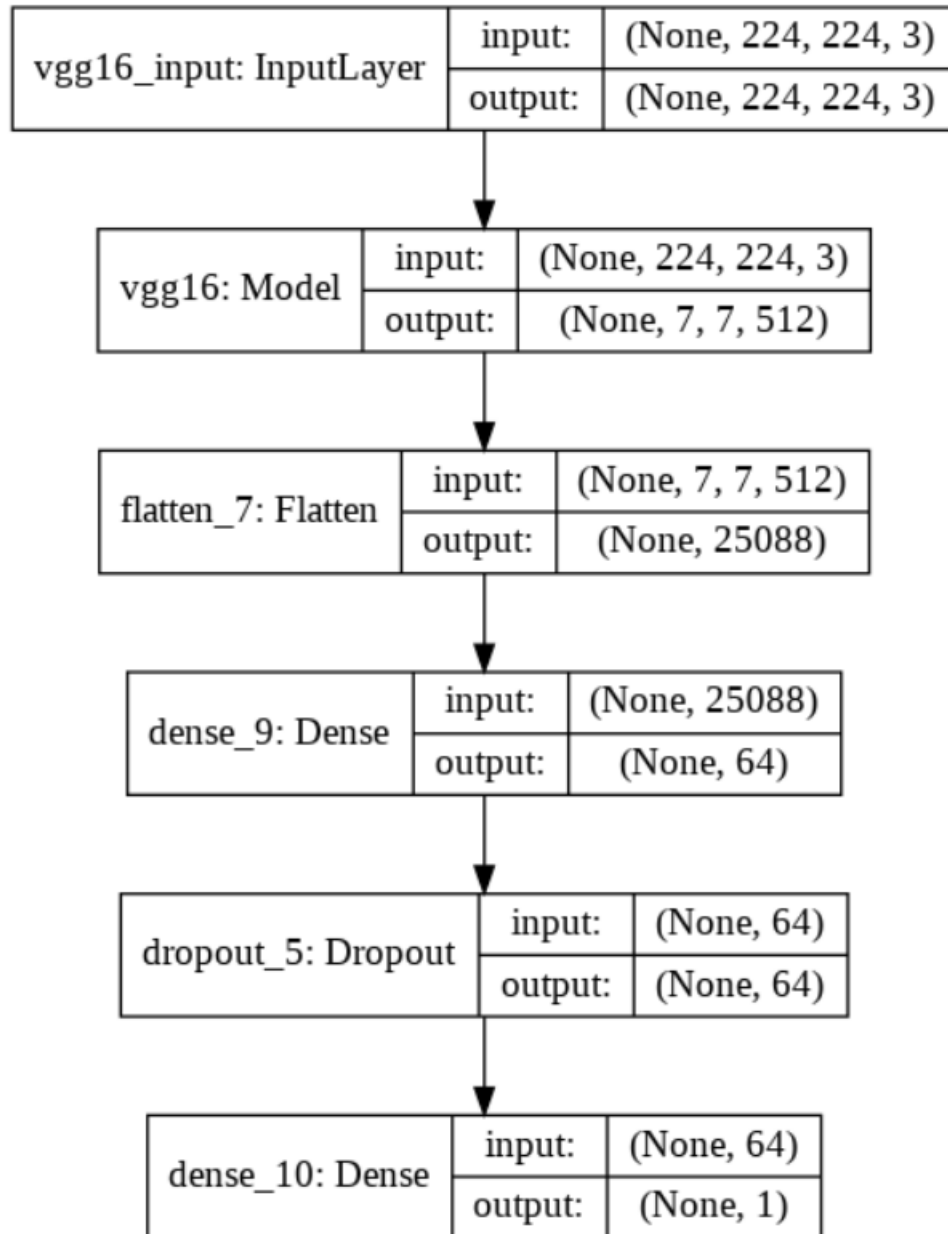 vgg16_input: InputLayer
input: (None, 224, 224, 3)
output: (None, 224, 224, 3)
vgg16: Model
input: (None, 224, 224, 3)
output: (None, 7, 7, 512)
flatten_7: Flatten
input: (None, 7, 7, 512)
output: (None, 25088)
dense_9: Dense
input: (None, 25088)
output: (None, 64)
dropout_5: Dropout
input: (None, 64)
output: (None, 64)
dense_10: Dense
input: (None, 64)
output: (None, 1)